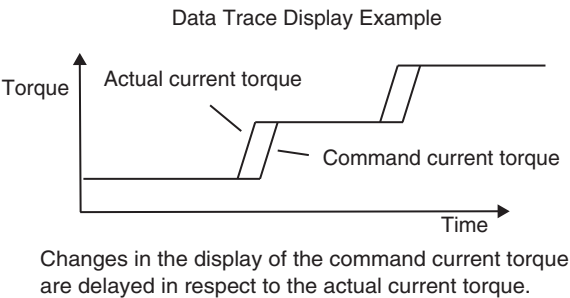 Data Trace Display Example
Torque
Actual current torque
Command current torque
Time
Changes in the display of the command current torque
are delayed in respect to the actual current torque.